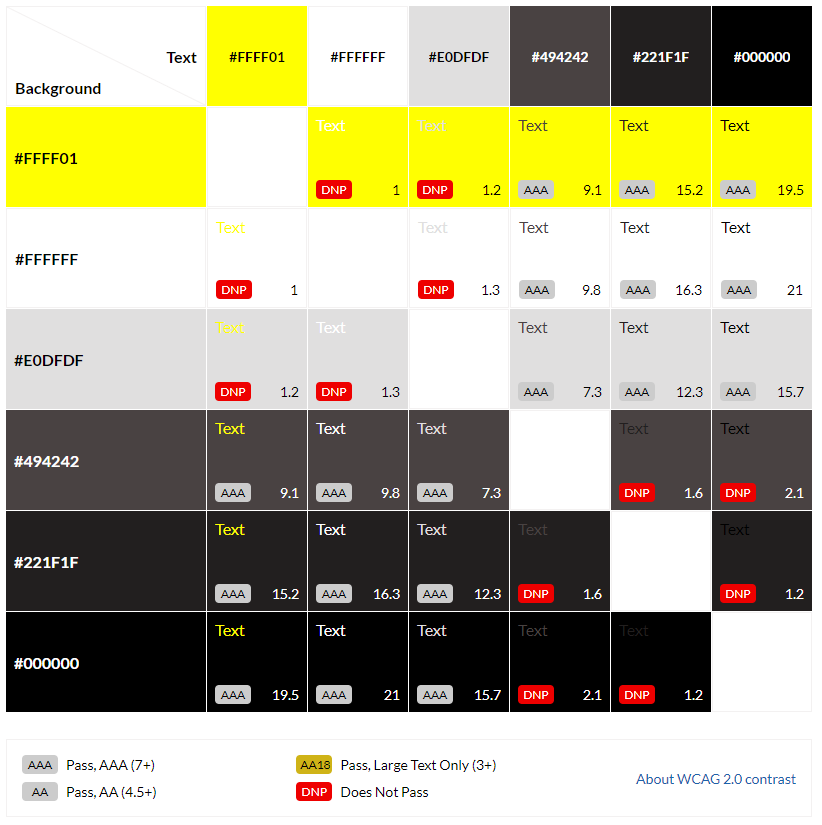 Text #FFFF01 #FFFFFF #E0DFDF #494242 #221F1F #000000
Background
Text Text Text Text Text
#FFFF01
DNP 1 DNP 1.2 AAA 9.1 AAA 15.2 AAA 19.5
Text Text Text Text Text
#FFFFFF
DNP 1 DNP 1.3 AAA 9.8 AAA 16.3 AAA 21
Text Text Text Text Text
#E0DFDF
DNP 1.2 DNP 1.3 AAA 7.3 AAA 12.3 AAA 15.7
Text Text Text Text Text
#494242
AAA 9.1 AAA 9.8 AAA 7.3 DNP 1.6 DNP 2.1
Text Text Text Text Text
#221F1F
AAA 15.2 AAA 16.3 AAA 12.3 DNP 1.6 DNP 1.2
Text Text Text Text Text
#000000
AAA 19.5 AAA 21 AAA 15.7 DNP 2.1 DNP 1.2
AAA Pass, AAA (7+) AA18 Pass, Large Text Only (3+)
About WCAG 2.0 contrast
AA Pass, AA (4.5+) DNP Does Not Pass